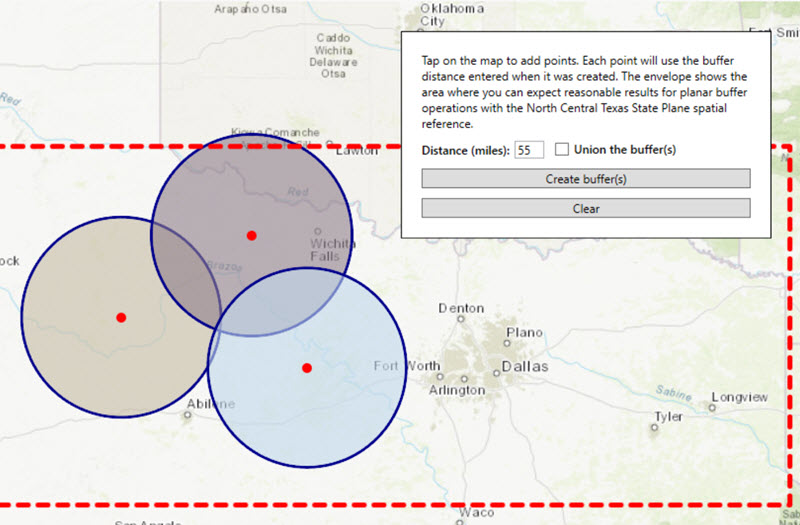 Arapaho Otsa
Oklahoma
City
Caddo
Wichita
Delaware
Otsa
Tap on the map to add points. Each point will use the buffer
distance entered when it was created. The envelope shows the
area where you can expect reasonable results for planar buffer
operations with the North Central Texas State Plane spatial
reference.
Distance (miles): 55 Union the buffer(s)
Create buffer(s)
Clear
Fort Smi
Red
Kiowa Comanche
Lawton
Red
Wichita
Falls
Brazos
ock
Denton
Plano
Fort Worth
Dallas
Arlington
Abilene
Sabine
Longview
Tyler
Waco
San Angelo
Sab